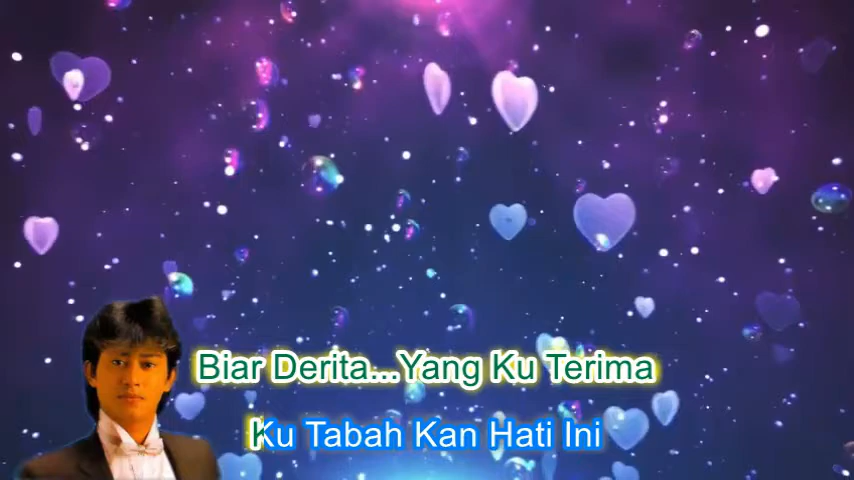 Biar Derita...Yang Ku Terima
Ku Tabah Kan Hati Ini